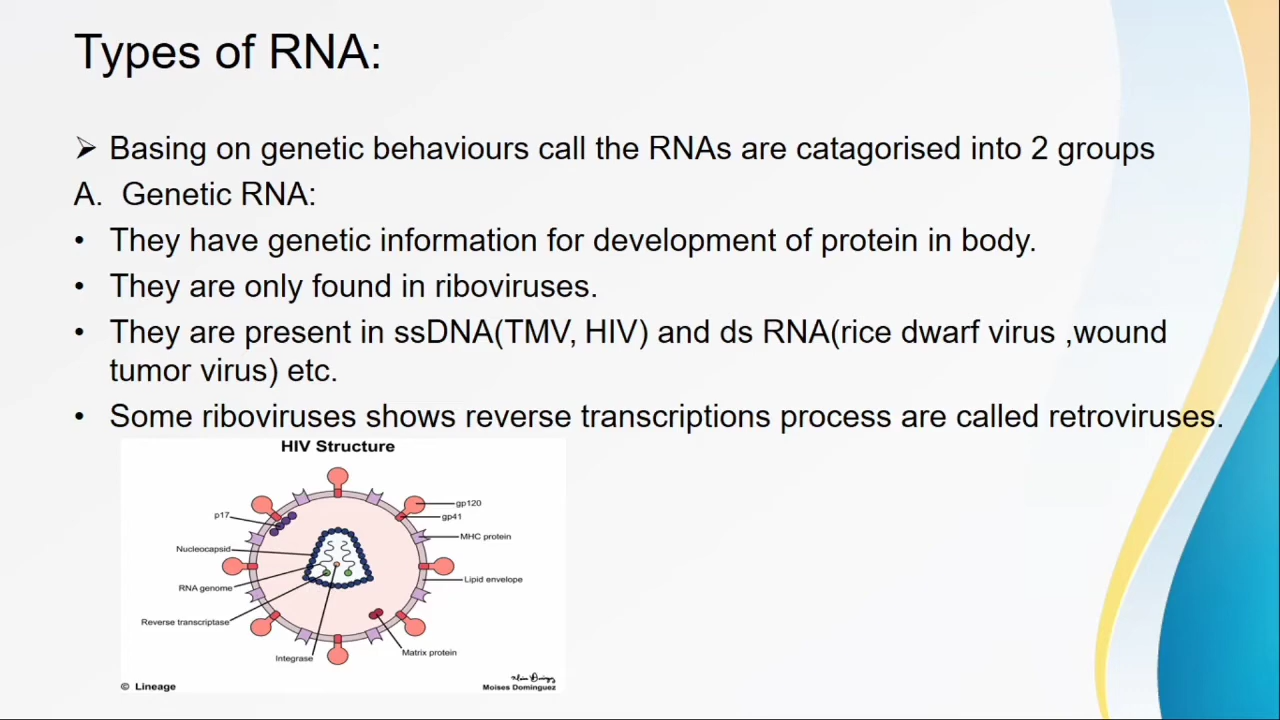 Types of RNA:
➢ Basing on genetic behaviours call the RNAs are catagorised into 2 groups
A. Genetic RNA:
• They have genetic information for development of protein in body.
• They are only found in riboviruses.
• They are present in ssDNA(TMV, HIV) and ds RNA(rice dwarf virus ,wound
tumor virus) etc.
• Some riboviruses shows reverse transcriptions process are called retroviruses.
HIV Structure
gp120
p17
gp41
MHC protein
Nucleocapsid
Lipid envelope
RNA genome
Reverse transcriptase
Matrix protein
Integrase
© Lineage
Moises Dominguez